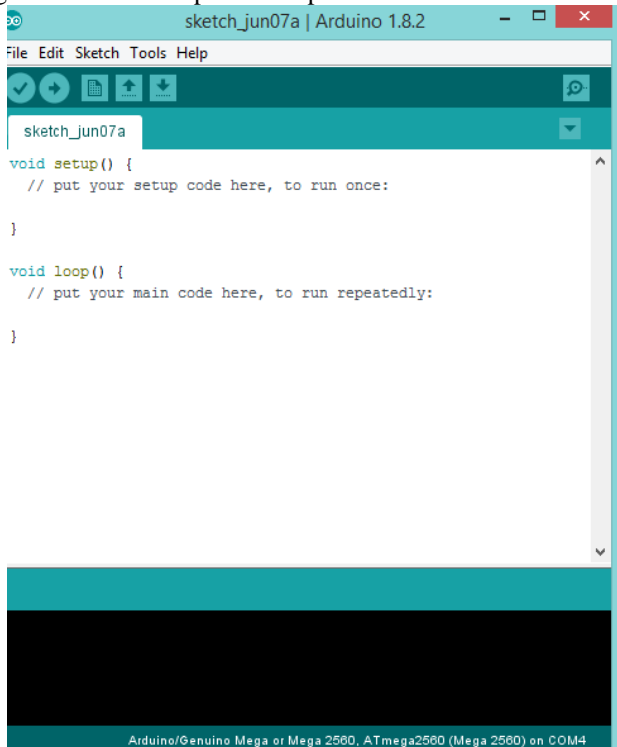 sketch_jun07a | Arduino 1.8.2
File Edit Sketch Tools Help
sketch_jun07a
void setup() {
// put your setup code here, to run once:
}
void loop() {
// put your main code here, to run repeatedly:
}
Arduino/Genuino Mega or Mega 2560, ATmega2560 (Mega 2560) on COM4